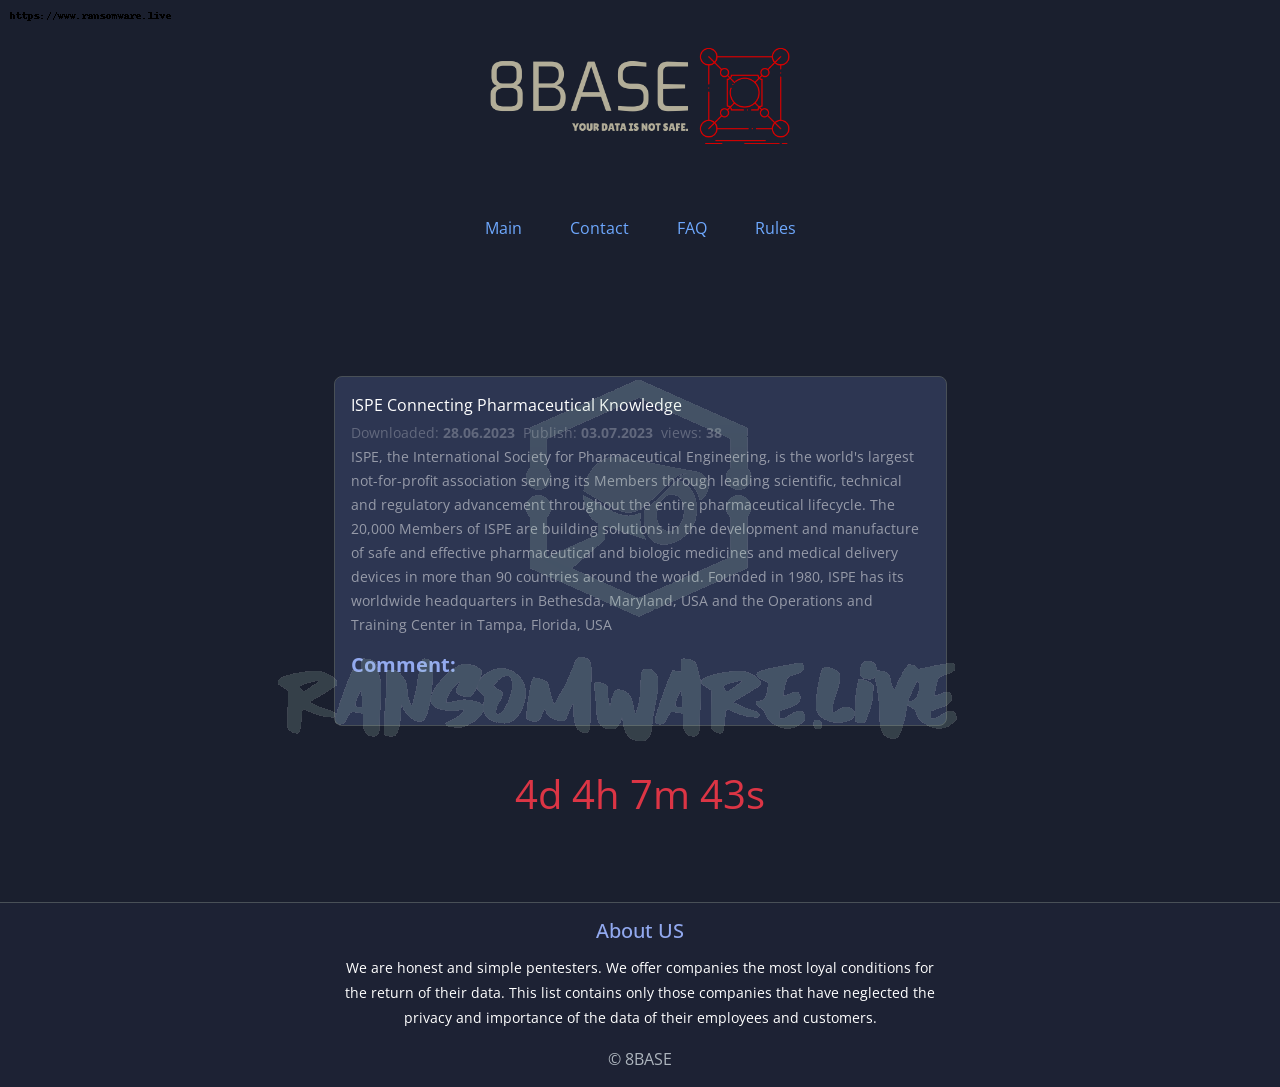 https://www.ransomware.live
8BASE
YOUR DATA IS NOT SAFE.
Main Contact FAQ Rules
ISPE Connecting Pharmaceutical Knowledge
Downloaded: 28.06.2023 Publish: 03.07.2023 views: 38
ISPE, the International Society for Pharmaceutical Engineering, is the world's largest
not-for-profit association serving its Members through leading scientific, technical
and regulatory advancement throughout the entire pharmaceutical lifecycle. The
20,000 Members of ISPE are building solutions in the development and manufacture
of safe and effective pharmaceutical and biologic medicines and medical delivery
devices in more than 90 countries around the world. Founded in 1980, ISPE has its
worldwide headquarters in Bethesda, Maryland, USA and the Operations and
Training Center in Tampa, Florida, USA
Comment:
RANSOMWARE.LIVE
4d 4h 7m 43s
About US
We are honest and simple pentesters. We offer companies the most loyal conditions for
the return of their data. This list contains only those companies that have neglected the
privacy and importance of the data of their employees and customers.
© 8BASE